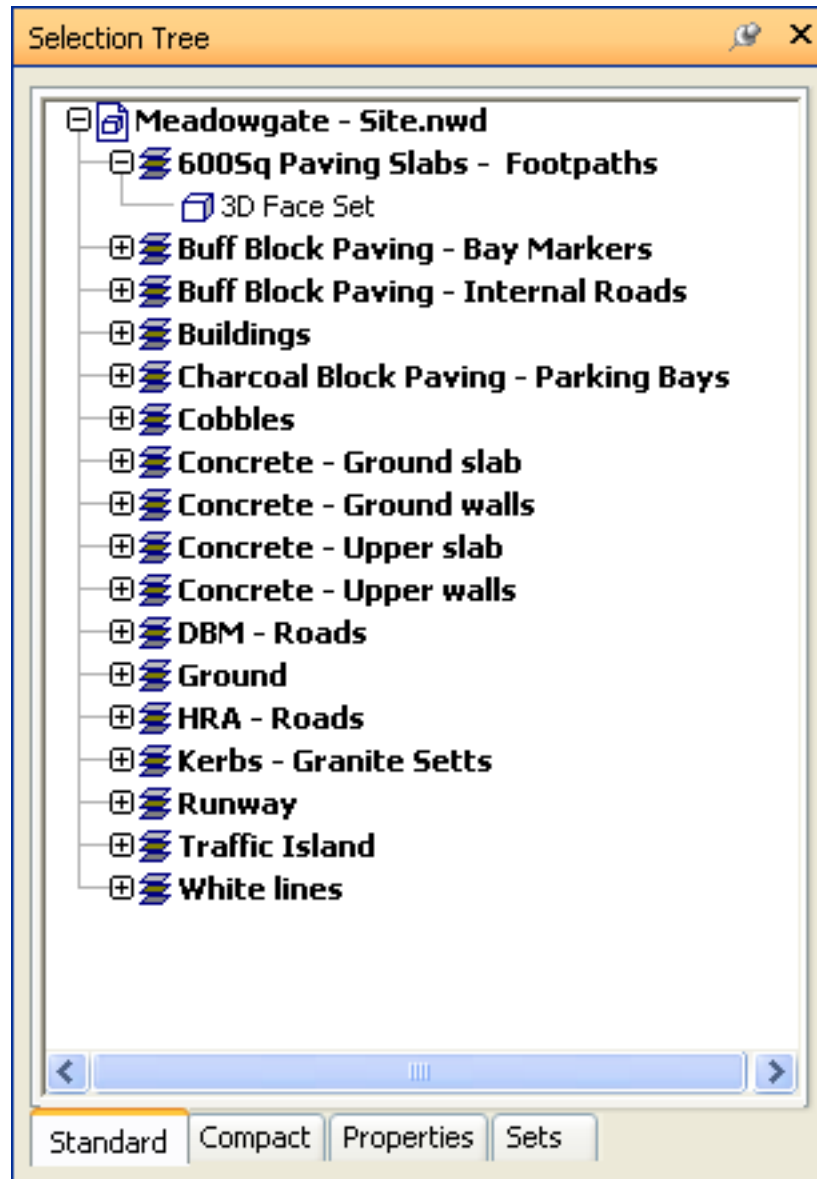 Selection Tree
Meadowgate - Site.nwd
600Sq Paving Slabs - Footpaths
3D Face Set
Buff Block Paving - Bay Markers
Buff Block Paving - Internal Roads
Buildings
Charcoal Block Paving - Parking Bays
Cobbles
Concrete - Ground slab
Concrete - Ground walls
Concrete - Upper slab
Concrete - Upper walls
DBM - Roads
Ground
HRA - Roads
Kerbs - Granite Setts
Runway
Traffic Island
White lines
Standard Compact Properties Sets